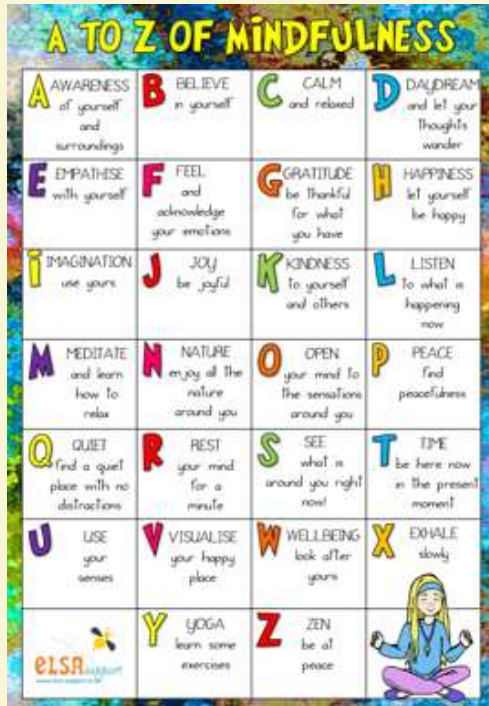 A TO Z OF MiNDFULNESS
A AWARENESS
of yourself
and
surroundings
B BELIEVE
in yourself
C CALM
and relaxed
D DAYDREAM
and let your
thoughts
wander
E EMPATHISE
with yourself
F FEEL
and
acknowledge
your emotions
G GRATITUDE
be thankful
for what
you have
H HAPPINESS
let yourself
be happy
i IMAGINATION
use yours
J JOY
be joyful
K KINDNESS
to yourself
and others
L LISTEN
to what is
happening
now
M MEDITATE
and learn
how to
relax
N NATURE
enjoy all the
nature
around you
O OPEN
your mind to
the sensations
around you
P PEACE
find
peacefulness
Q QUIET
find a quiet
place with no
distractions
R REST
your mind
for a
minute
S SEE
what is
around you right
now!
T TIME
be here now
in the present
moment
U USE
your
senses
V VISUALISE
your happy
place
W WELLBEING
look after
yours
X EXHALE
slowly
eLSA support
Y YOGA
learn some
exercises
Z ZEN
be at
peace